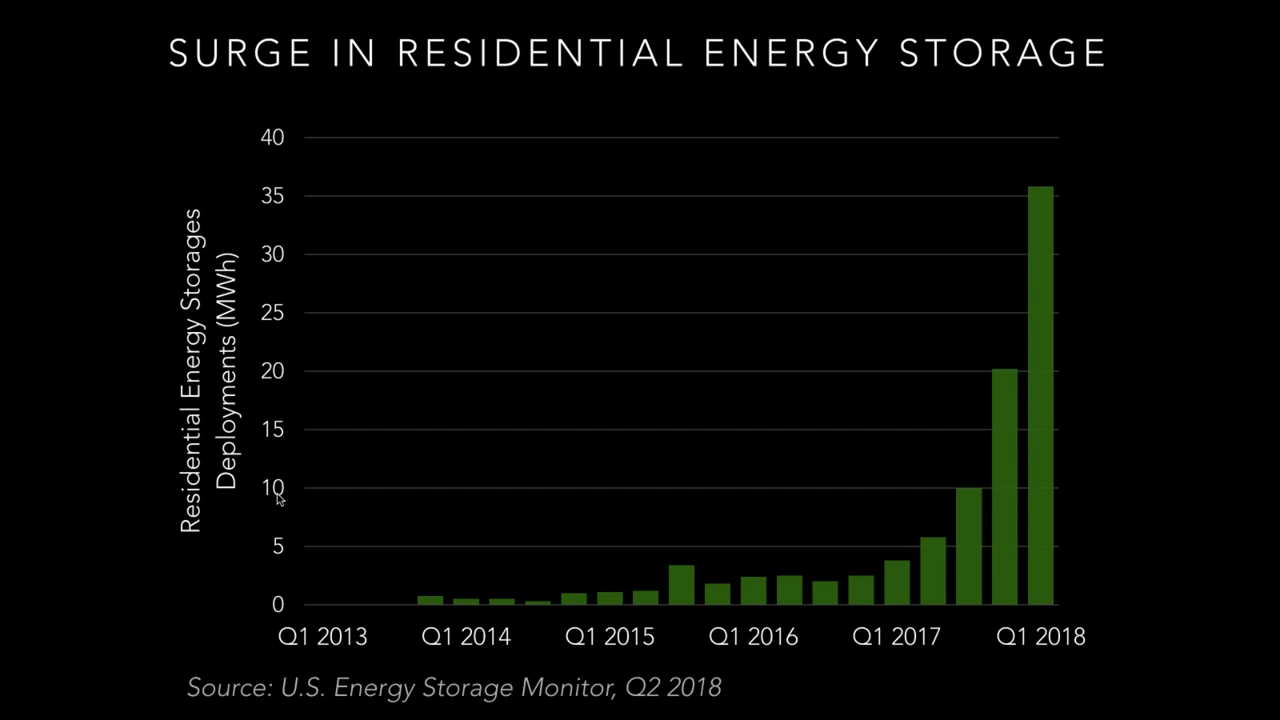 SURGE IN RESIDENTIAL ENERGY STORAGE
Residential Energy Storages
Deployments (MWh)
40
35
30
25
20
15
10
5
0
Q1 2013 Q1 2014 Q1 2015 Q1 2016 Q1 2017 Q1 2018
Source: U.S. Energy Storage Monitor, Q2 2018